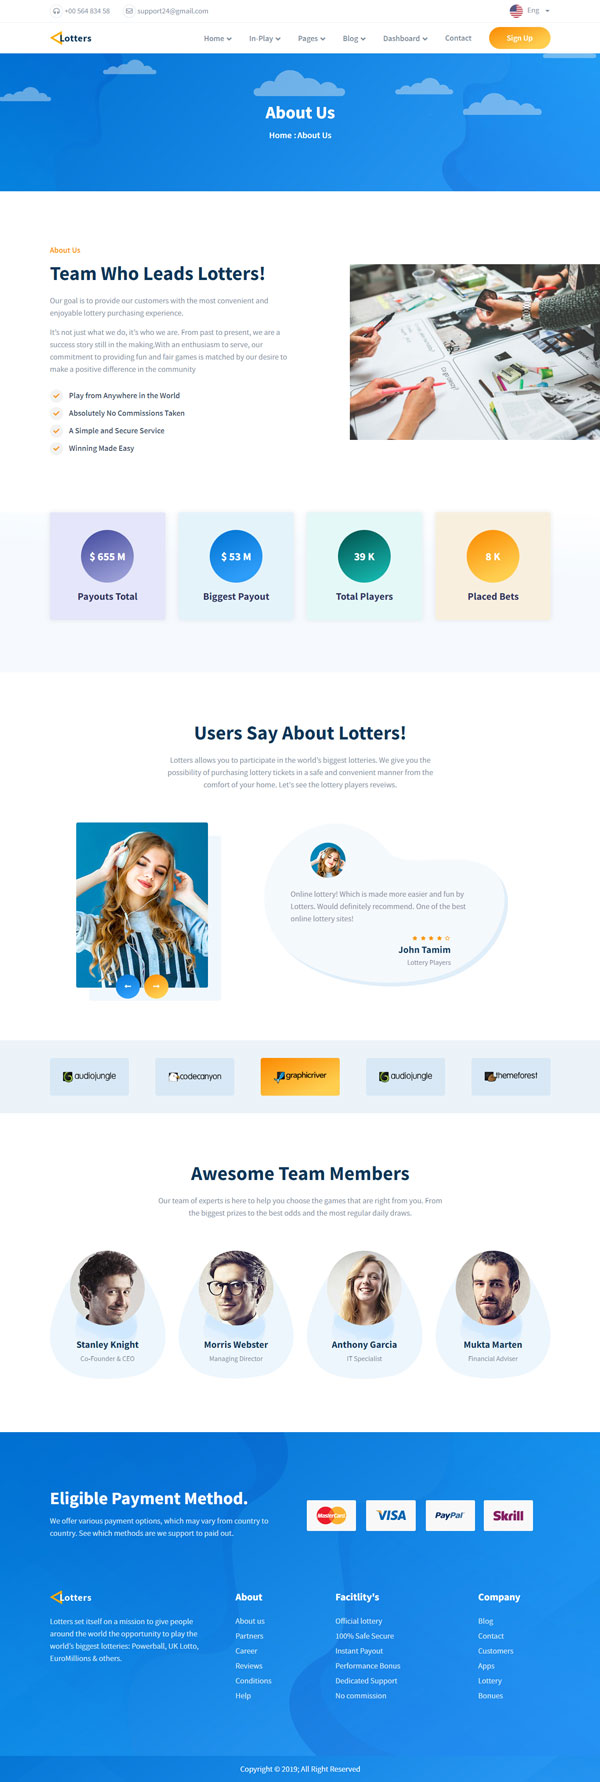 +00 564 834 58
support24@gmail.com
Eng
Lotters
Home
In-Play
Pages
Blog
Dashboard
Contact
Sign Up
About Us
Home : About Us
About Us
Team Who Leads Lotters!
Our goal is to provide our customers with the most convenient and
enjoyable lottery purchasing experience.
It's not just what we do, it's who we are. From past to present, we are a
success story still in the making.With an enthusiasm to serve, our
commitment to providing fun and fair games is matched by our desire to
make a positive difference in the community
Play from Anywhere in the World
Absolutely No Commissions Taken
A Simple and Secure Service
Winning Made Easy
$ 655 M
Payouts Total
$ 53 M
Biggest Payout
39 K
Total Players
8 K
Placed Bets
Users Say About Lotters!
Lotters allows you to participate in the world's biggest lotteries. We give you the
possibility of purchasing lottery tickets in a safe and convenient manner from the
comfort of your home. Let's see the lottery players reveiws.
Online lottery! Which is made more easier and fun by
Lotters. Would definitely recommend. One of the best
online lottery sites!
John Tamim
Lottery Players
audiojungle
codecanyon
graphicriver
audiojungle
themeforest
Awesome Team Members
Our team of experts is here to help you choose the games that are right from you. From
the biggest prizes to the best odds and the most regular daily draws.
Stanley Knight
Co-Founder & CEO
Morris Webster
Managing Director
Anthony Garcia
IT Specialist
Mukta Marten
Financial Adviser
Eligible Payment Method.
We offer various payment options, which may vary from country to
country. See which methods are we support to paid out.
MasterCard
VISA
PayPal
Skrill
Lotters
Lotters set itself on a mission to give people
around the world the opportunity to play the
world's biggest lotteries: Powerball, UK Lotto,
EuroMillions & others.
About
About us
Partners
Career
Reviews
Conditions
Help
Facitlity's
Official lottery
100% Safe Secure
Instant Payout
Performance Bonus
Dedicated Support
No commission
Company
Blog
Contact
Customers
Apps
Lottery
Bonues
Copyright © 2019; All Right Reserved